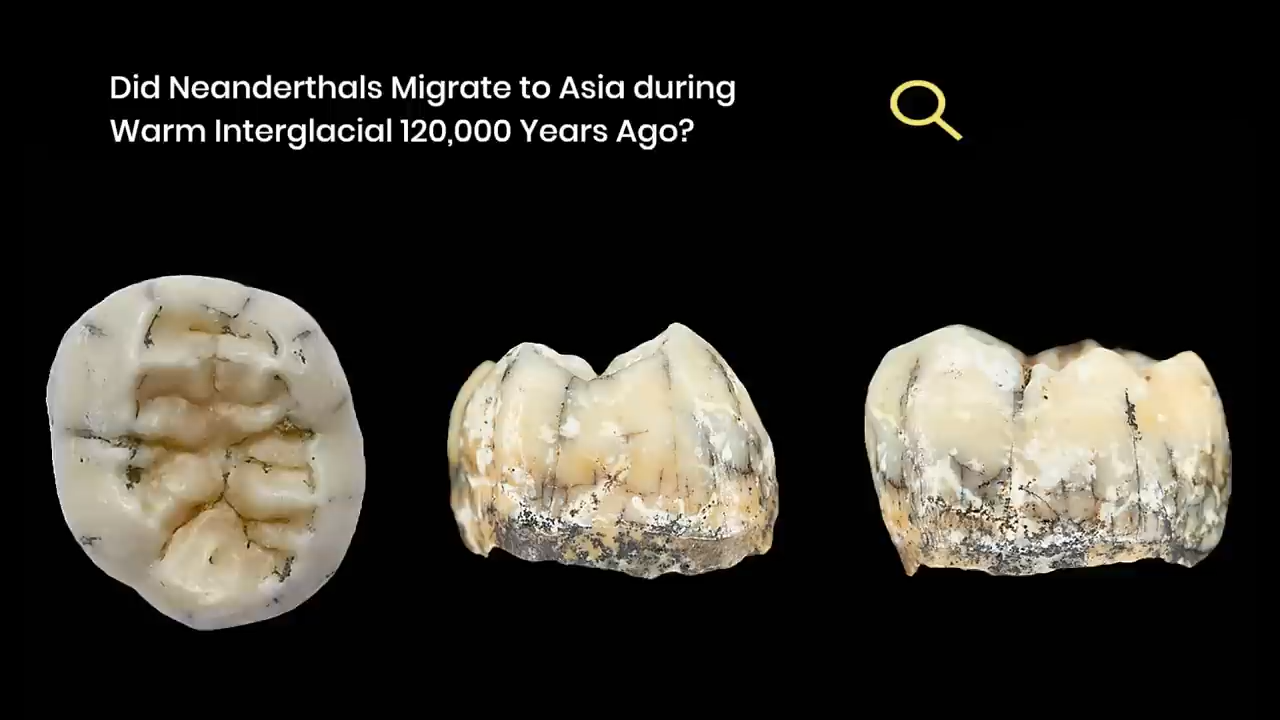 Did Neanderthals Migrate to Asia during
Warm Interglacial 120,000 Years Ago?